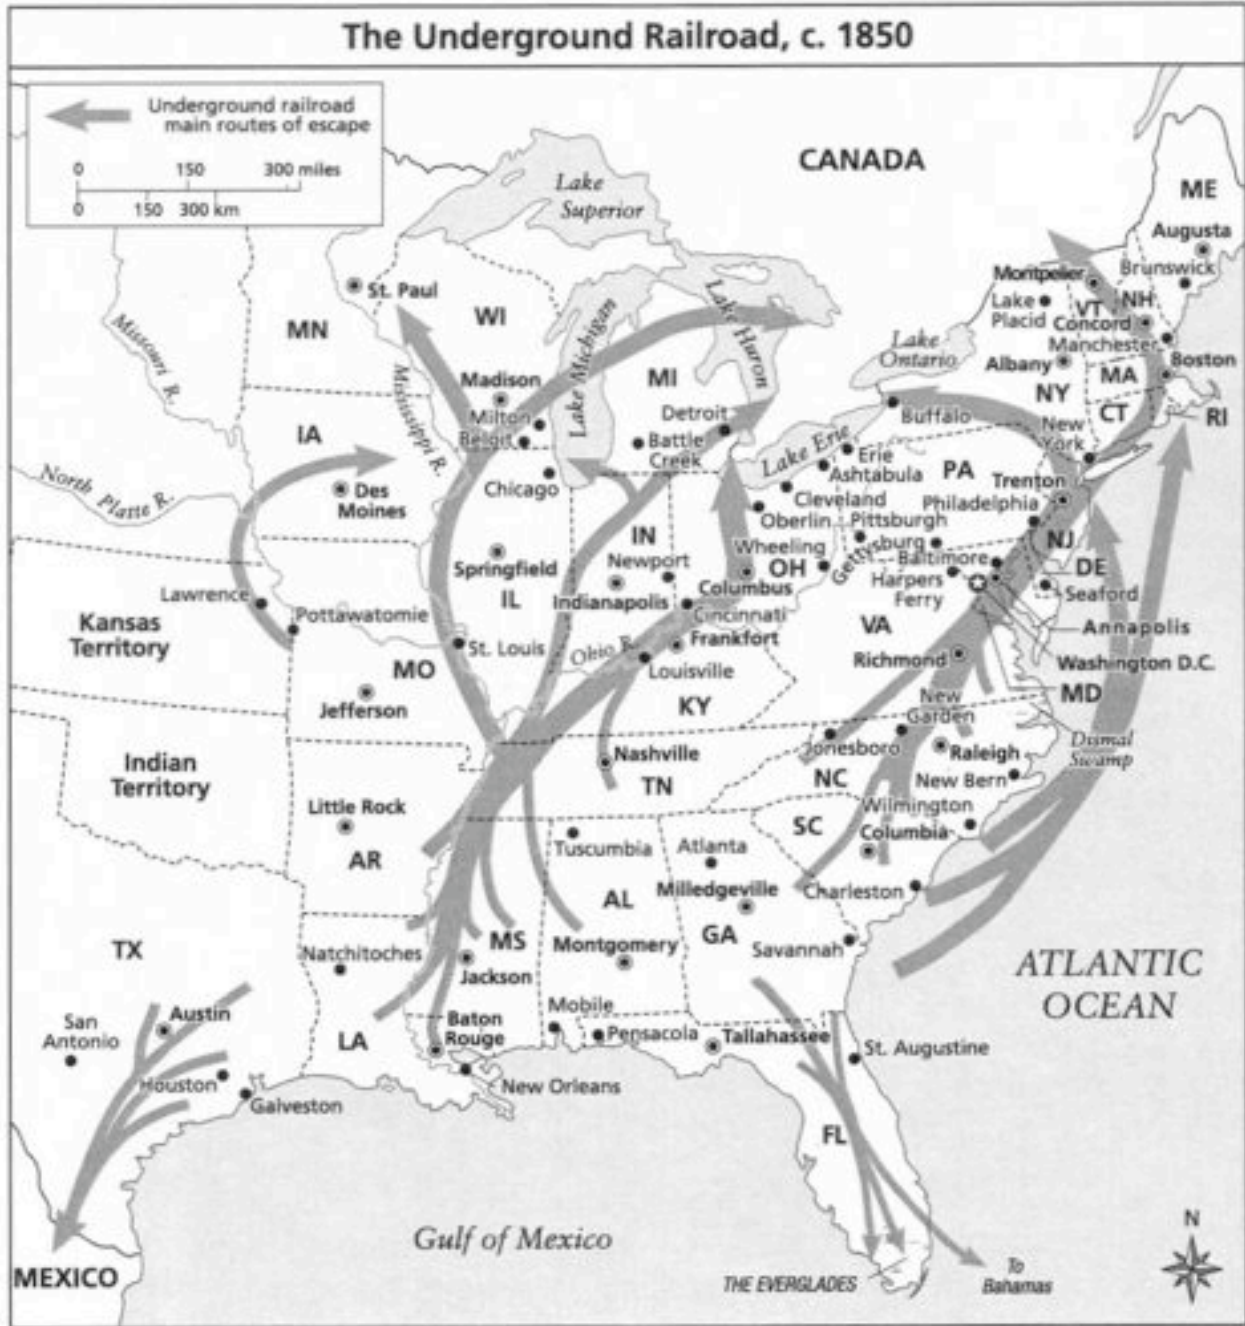 The Underground Railroad, c. 1850
Underground railroad
main routes of escape
0 150 300 miles
0 150 300 km
CANADA
Lake
Superior
ME
Augusta
Montpelier
Brunswick
St. Paul
WI
Lake Michigan
Lake Huron
Lake
Placid
VT
NH
Concord
MN
Missouri R.
Lake
Ontario
Manchester
Albany
Boston
Mississippi R.
Madison
MI
NY
MA
Milton
Detroit
Buffalo
CT
RI
IA
Beloit
Battle
Creek
Lake Erie
New
York
Erie
PA
Ashtabula
Trenton
North Platte R.
Des
Moines
Chicago
Cleveland
Philadelphia
Oberlin
Pittsburgh
IN
Gettysburg
NJ
Newport
Wheeling
Baltimore
DE
Springfield
OH
Harpers
Ferry
Seaford
Lawrence
IL
Indianapolis
Columbus
Pottawatomie
Cincinnati
Kansas
Territory
VA
Annapolis
St. Louis
Ohio R.
Frankfort
Richmond
Washington D.C.
MO
Louisville
MD
Jefferson
KY
New
Garden
Nashville
Jonesboro
Raleigh
Dismal
Swamp
Indian
Territory
TN
NC
New Bern
Little Rock
Wilmington
SC
Columbia
AR
Tuscumbia
Atlanta
Milledgeville
Charleston
AL
TX
Natchitoches
MS
Montgomery
GA
Savannah
Jackson
ATLANTIC
OCEAN
Austin
San
Antonio
Mobile
Baton
Rouge
Pensacola
Tallahassee
LA
St. Augustine
Houston
New Orleans
Galveston
FL
Gulf of Mexico
N
MEXICO
THE EVERGLADES
To
Bahamas